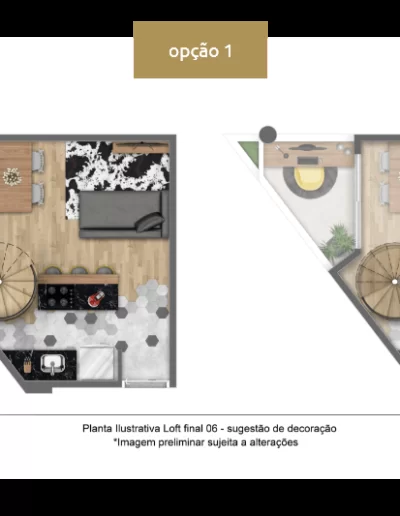 opção 1
Planta Ilustrativa Loft final 06 - sugestão de decoração
*Imagem preliminar sujeita a alterações